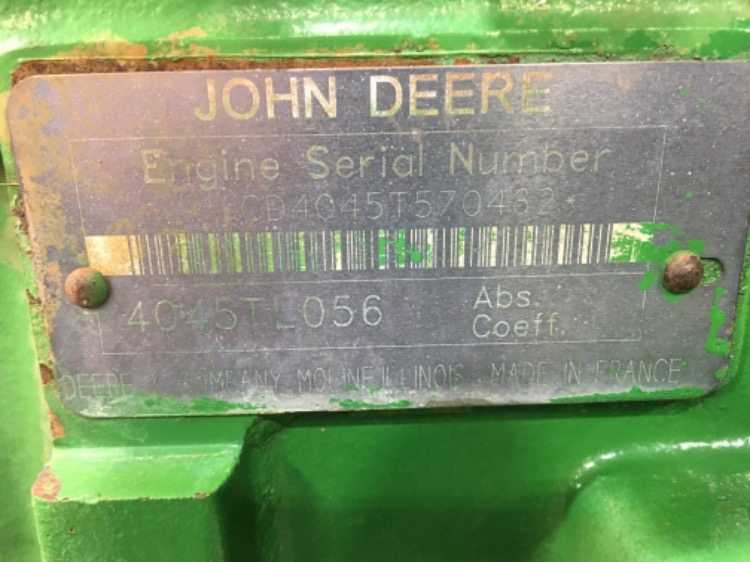 JOHN DEERE
Engine Serial Number
CD4045T570482*
4045TL056
Abs.
Coeff.
DEERE & COMPANY MOLINE ILLINOIS MADE IN FRANCE